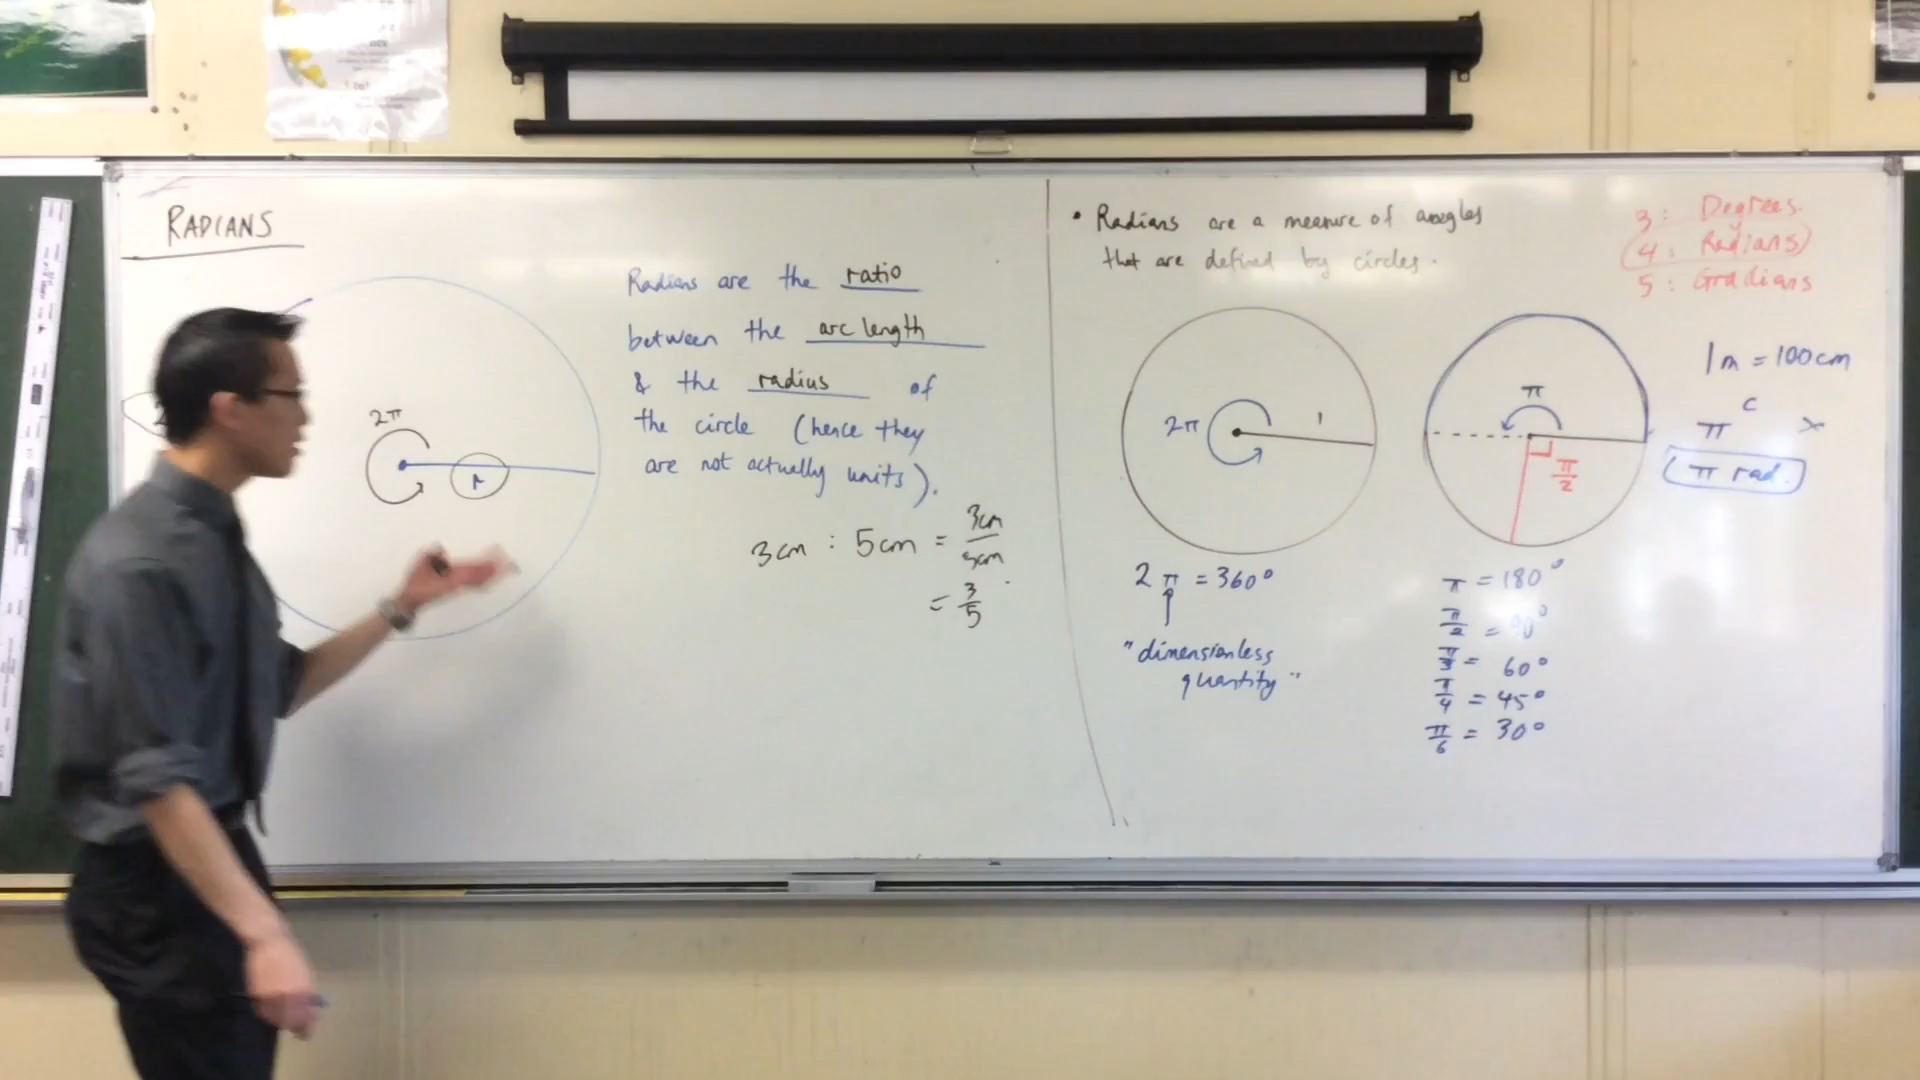 RADIANS
2π
r
Radians are the ratio
between the arc length
& the radius of
the circle (hence they
are not actually units).
3cm : 5cm = 3cm/5cm
= 3/5
• Radians are a measure of angles
that are defined by circles.
3: Degrees.
4: Radians
5: Gradians
2π
1
2π = 360°
"dimensionless
quantity"
π
π/2
π = 180°
π/2 = 90°
π/3 = 60°
π/4 = 45°
π/6 = 30°
1m = 100cm
π c ×
π rad.